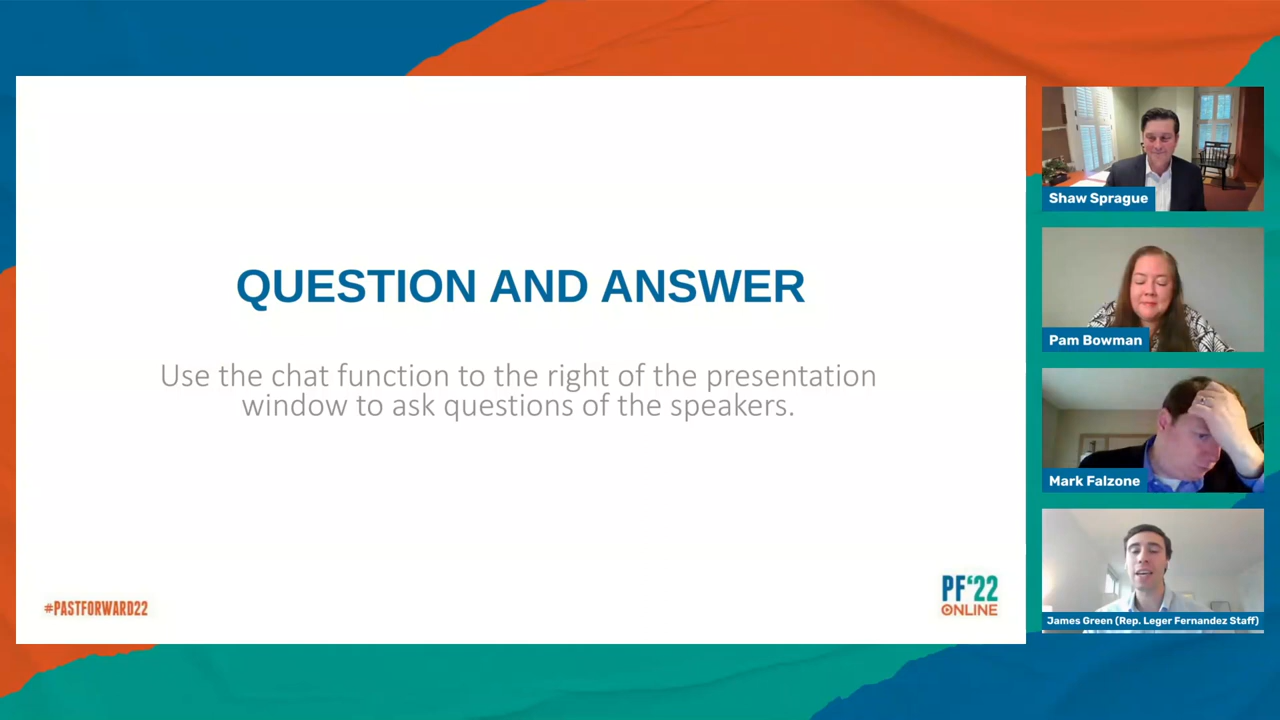 QUESTION AND ANSWER
Use the chat function to the right of the presentation
window to ask questions of the speakers.
#PASTFORWARD22
PF‘22
ONLINE
Shaw Sprague
Pam Bowman
Mark Falzone
James Green (Rep. Leger Fernandez Staff)